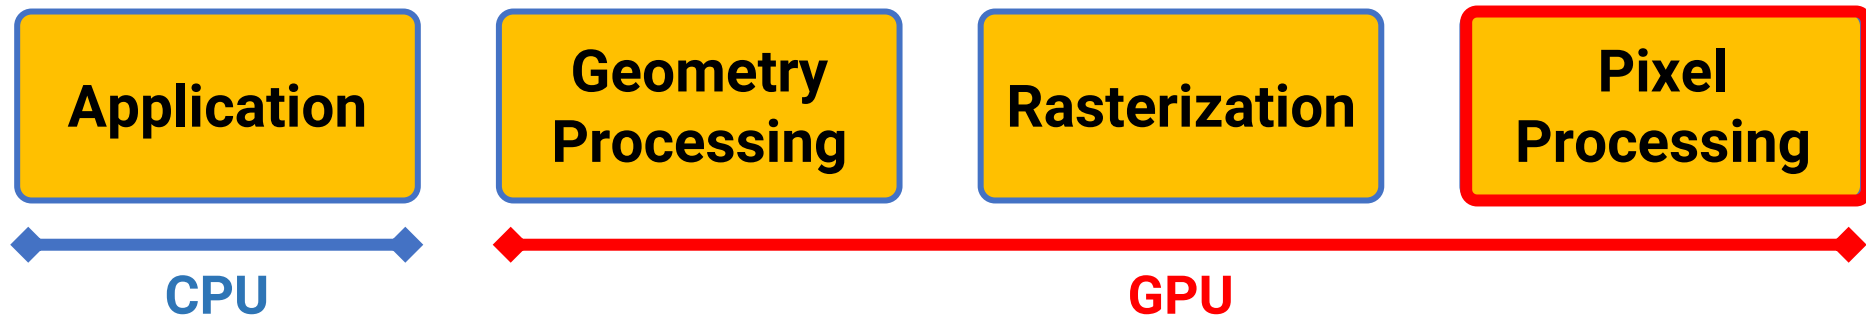 Application
Geometry
Processing
Rasterization
Pixel
Processing
CPU
GPU